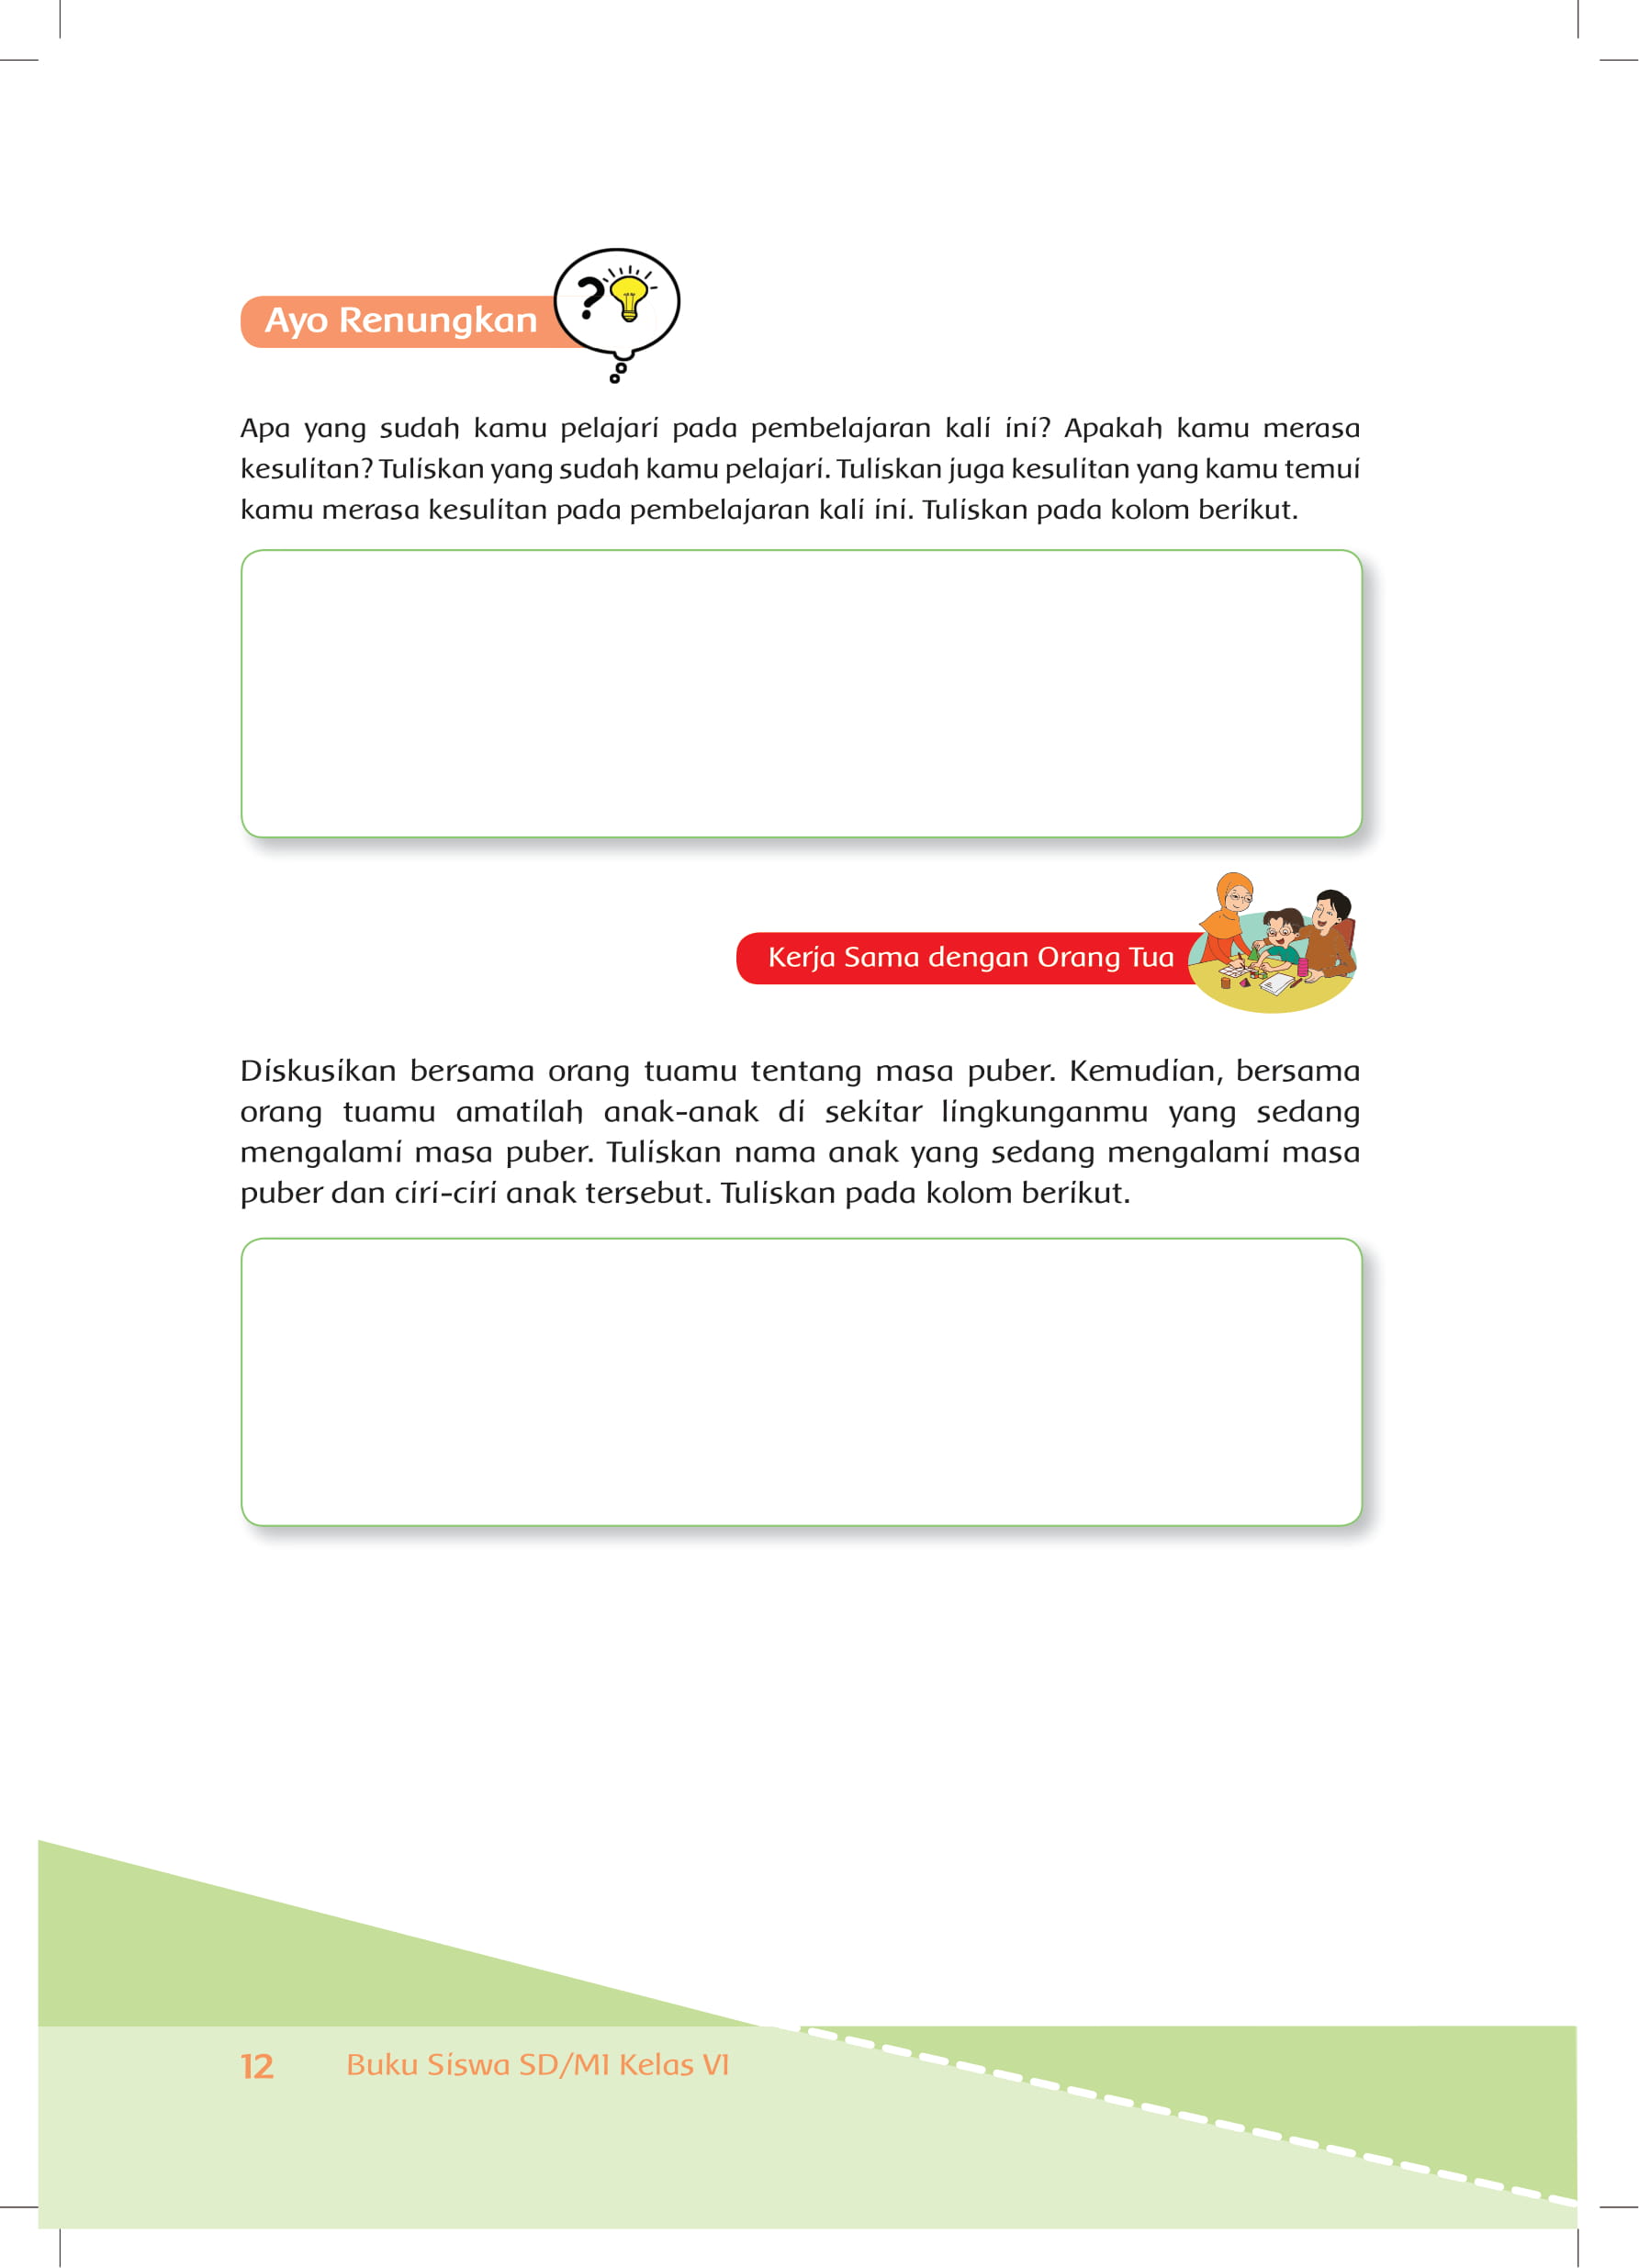 Ayo Renungkan
Apa yang sudah kamu pelajari pada pembelajaran kali ini? Apakah kamu merasa
kesulitan? Tuliskan yang sudah kamu pelajari. Tuliskan juga kesulitan yang kamu temui
kamu merasa kesulitan pada pembelajaran kali ini. Tuliskan pada kolom berikut.
Kerja Sama dengan Orang Tua
Diskusikan bersama orang tuamu tentang masa puber. Kemudian, bersama
orang tuamu amatilah anak-anak di sekitar lingkunganmu yang sedang
mengalami masa puber. Tuliskan nama anak yang sedang mengalami masa
puber dan ciri-ciri anak tersebut. Tuliskan pada kolom berikut.
12 Buku Siswa SD/MI Kelas VI